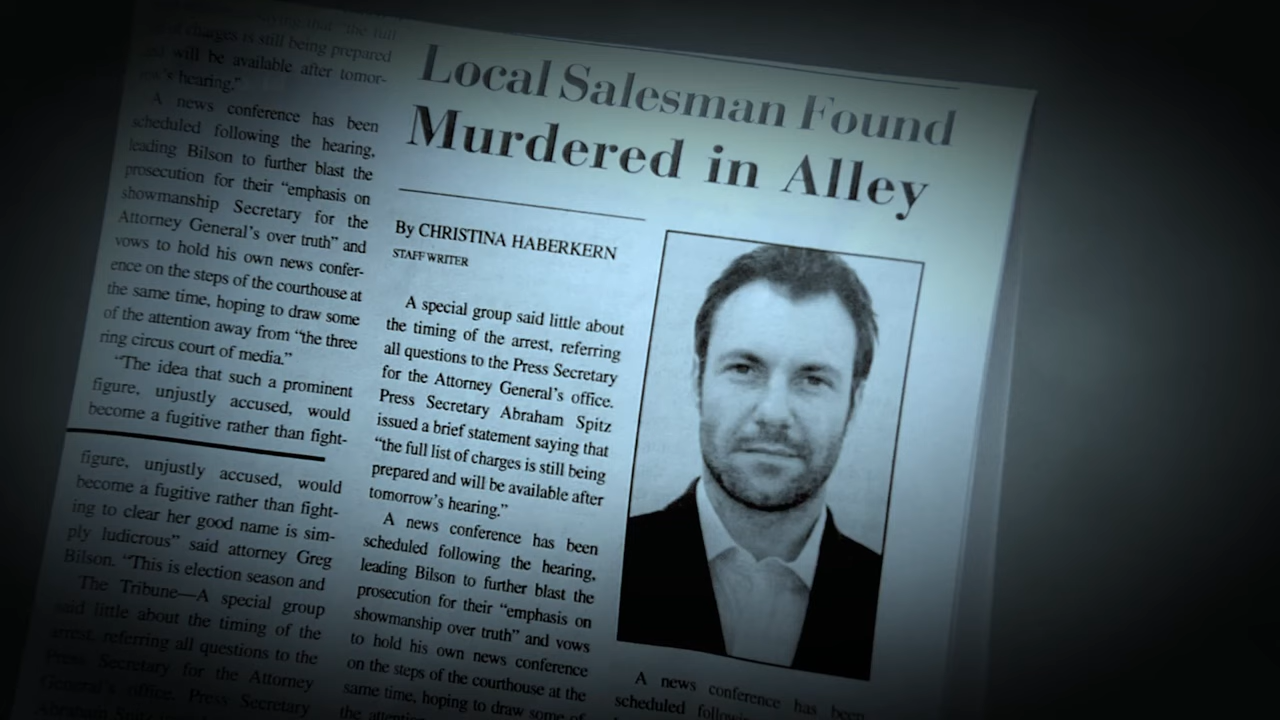 saying that "the full
charges is still being prepared
will be available after tomor-
row's hearing."
A news conference has been
scheduled following the hearing,
leading Bilson to further blast the
prosecution for their "emphasis on
showmanship Secretary for the
Attorney General's over truth" and
vows to hold his own news confer-
ence on the steps of the courthouse at
the same time, hoping to draw some
of the attention away from "the three
ring circus court of media."
"The idea that such a prominent
figure, unjustly accused, would
become a fugitive rather than fight-
figure, unjustly accused, would
become a fugitive rather than fight-
ing to clear her good name is sim-
ply ludicrous" said attorney Greg
Bilson. "This is election season and
The Tribune—A special group
said little about the timing of the
arrest, referring all questions to the
Press Secretary for the Attorney
General's office. Press Secretary
Abraham Spitz
Local Salesman Found
Murdered in Alley
By CHRISTINA HABERKERN
STAFF WRITER
A special group said little about
the timing of the arrest, referring
all questions to the Press Secretary
for the Attorney General's office.
Press Secretary Abraham Spitz
issued a brief statement saying that
"the full list of charges is still being
prepared and will be available after
tomorrow's hearing."
A news conference has been
scheduled following the hearing,
leading Bilson to further blast the
prosecution for their "emphasis on
showmanship over truth" and vows
to hold his own news conference
on the steps of the courthouse at the
same time, hoping to draw some of
the attention
A news conference has been
scheduled following